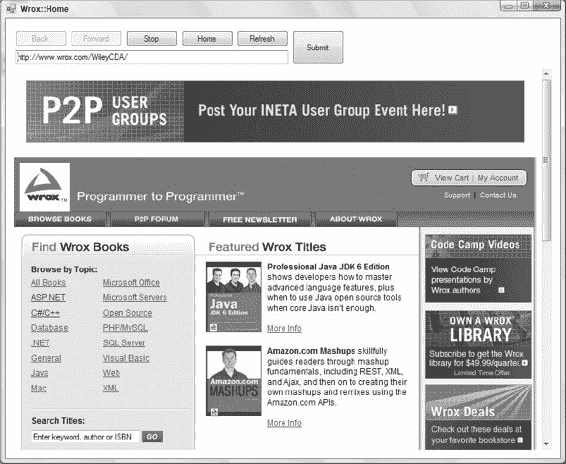 Wrox::Home
Back Forward Stop Home Refresh Submit
http://www.wrox.com/WileyCDA/
P2P USER GROUPS Post Your INETA User Group Event Here!
View Cart | My Account
wrox™ Programmer to Programmer™
Support | Contact Us
BROWSE BOOKS P2P FORUM FREE NEWSLETTER ABOUT WROX
Find Wrox Books
Browse by Topic:
All Books Microsoft Office
ASP.NET Microsoft Servers
C#/C++ Open Source
Database PHP/MySQL
.NET SQL Server
General Visual Basic
Java Web
Mac XML
Search Titles:
Enter keyword, author or ISBN GO
Featured Wrox Titles
Java
JDK 6 Edition
Professional Java JDK 6 Edition
shows developers how to master
advanced language features, plus
when to use Java open source tools
when core Java isn't enough.
More Info
Amazon.com
MASHUPS
Amazon.com Mashups skillfully
guides readers through mashup
fundamentals, including REST, XML,
and Ajax, and then on to creating their
own mashups and remixes using the
Amazon.com APIs.
More Info
Code Camp Videos
View Code Camp
presentations by
Wrox authors
OWN A WROX
LIBRARY
Subscribe to get the Wrox
library for $49.99/quarter.
Limited Time Offer.
Wrox Deals
Check out these deals at
your favorite bookstore